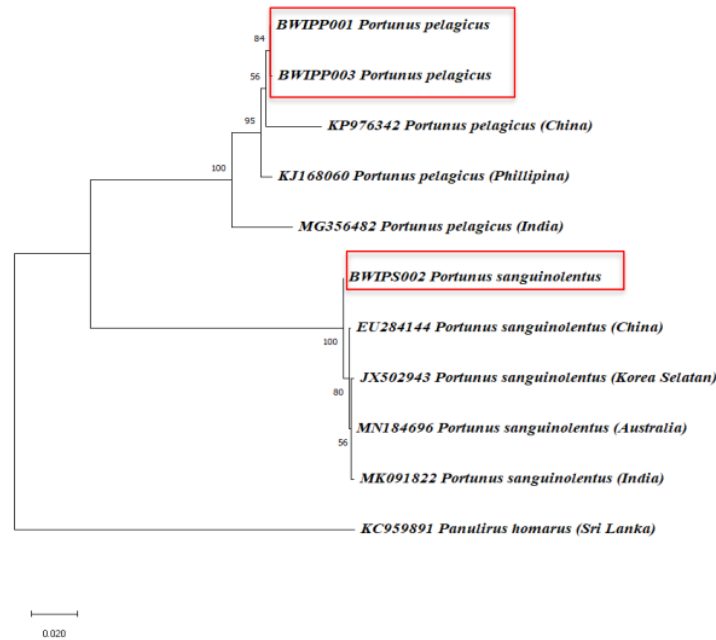 84
BWIPP001 Portunus pelagicus
56
BWIPP003 Portunus pelagicus
95
KP976342 Portunus pelagicus (China)
100
KJ168060 Portunus pelagicus (Phillipina)
MG356482 Portunus pelagicus (India)
BWIPS002 Portunus sanguinolentus
100
EU284144 Portunus sanguinolentus (China)
80
JX502943 Portunus sanguinolentus (Korea Selatan)
56
MN184696 Portunus sanguinolentus (Australia)
MK091822 Portunus sanguinolentus (India)
KC959891 Panulirus homarus (Sri Lanka)
0.020